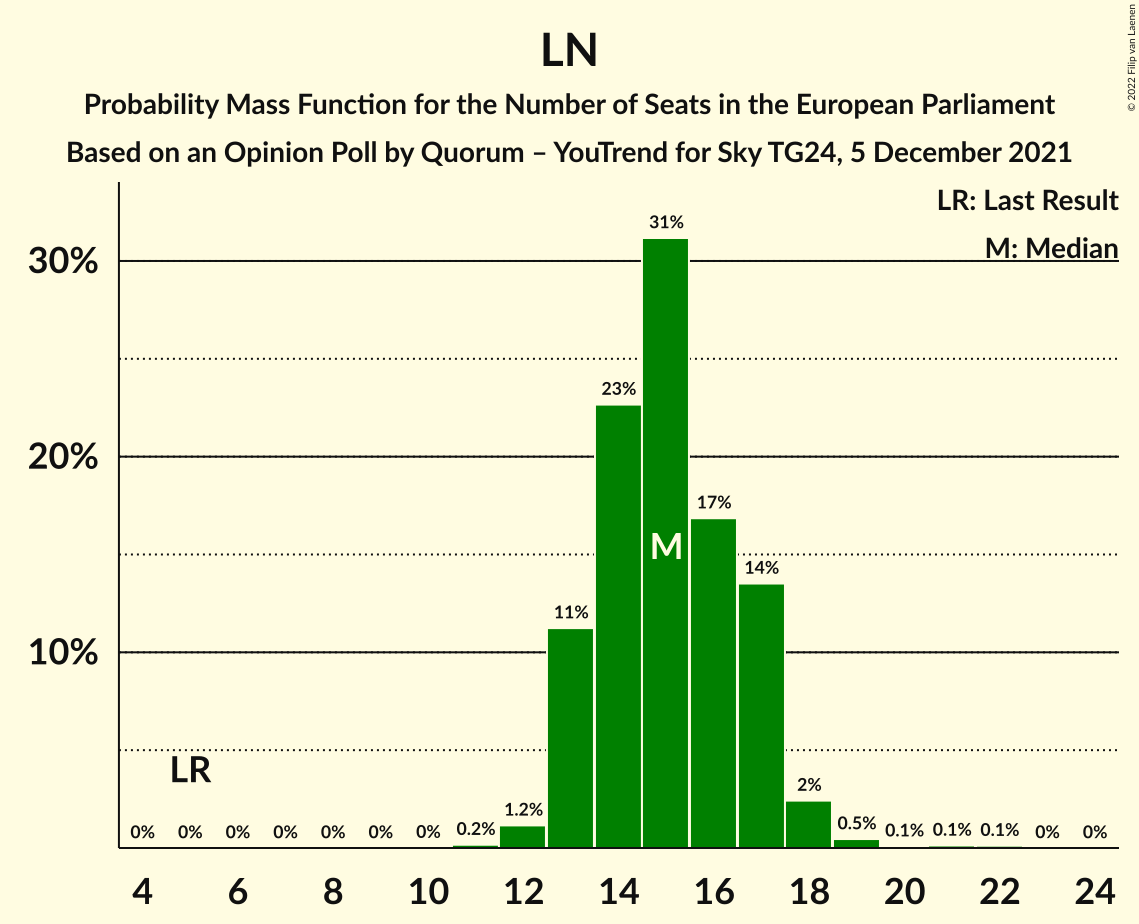 LN
Probability Mass Function for the Number of Seats in the European Parliament
Based on an Opinion Poll by Quorum – YouTrend for Sky TG24, 5 December 2021
© 2022 Filip van Laenen
LR: Last Result
M: Median
30%
20%
10%
31%
23%
17%
14%
11%
M
LR
0% 0% 0% 0% 0% 0% 0% 0.2% 1.2% 2% 0.5% 0.1% 0.1% 0.1% 0% 0%
4 6 8 10 12 14 16 18 20 22 24